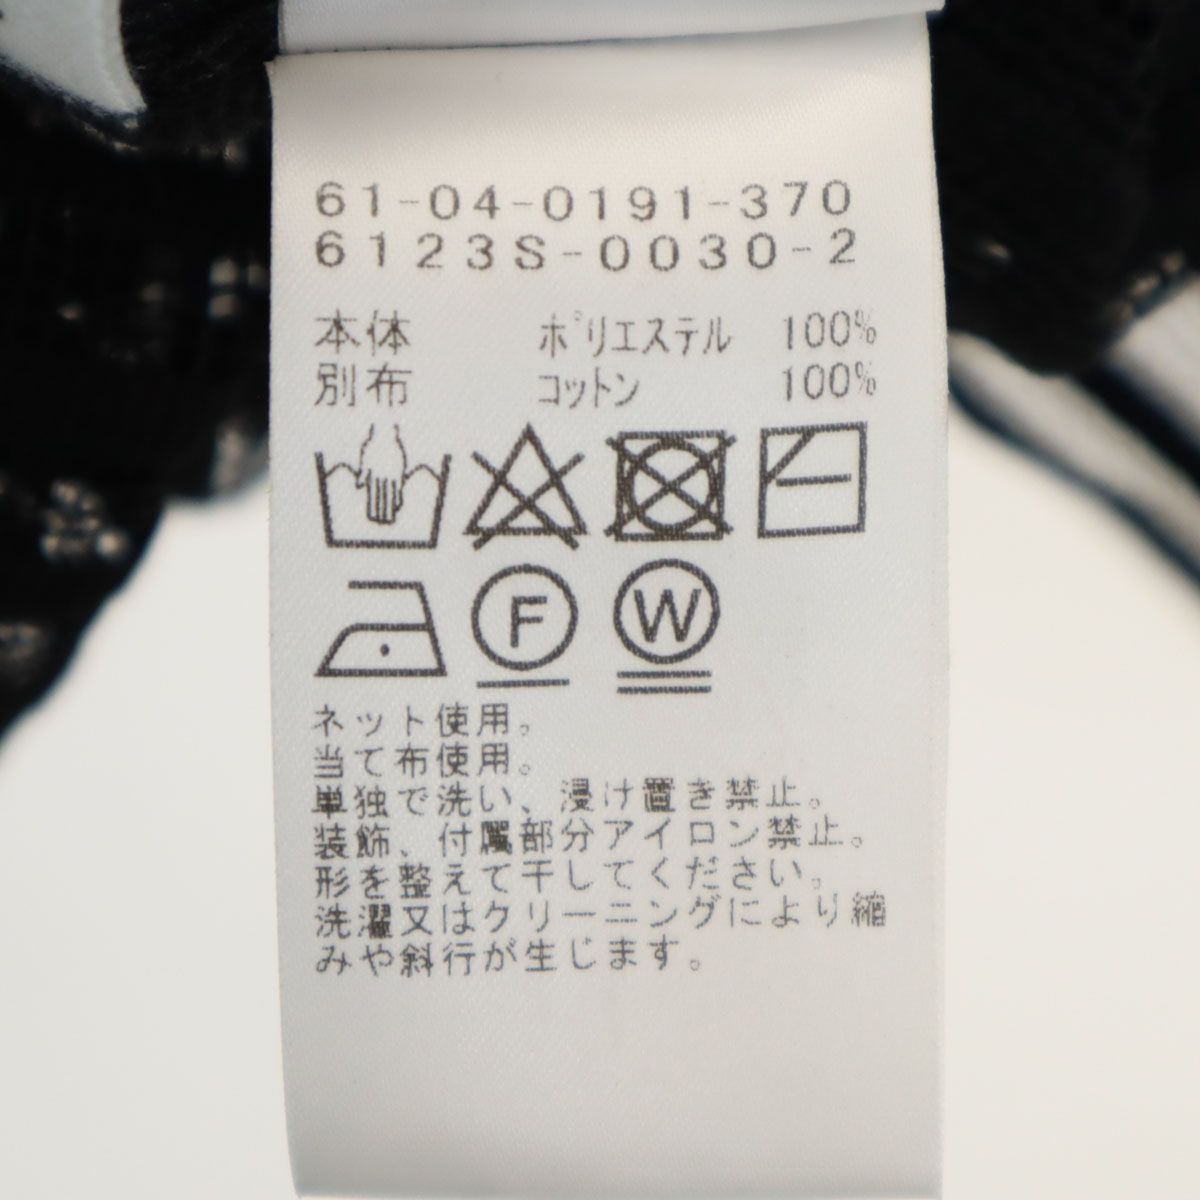 61-04-0191-370
6123S-0030-2
本体 ポリエステル 100%
別布 コットン 100%
F W
ネット使用。
当て布使用。
単独で洗い、浸け置き禁止。
装飾、付属部分アイロン禁止。
形を整えて干してください。
洗濯又はクリーニングにより縮
みや斜行が生じます。